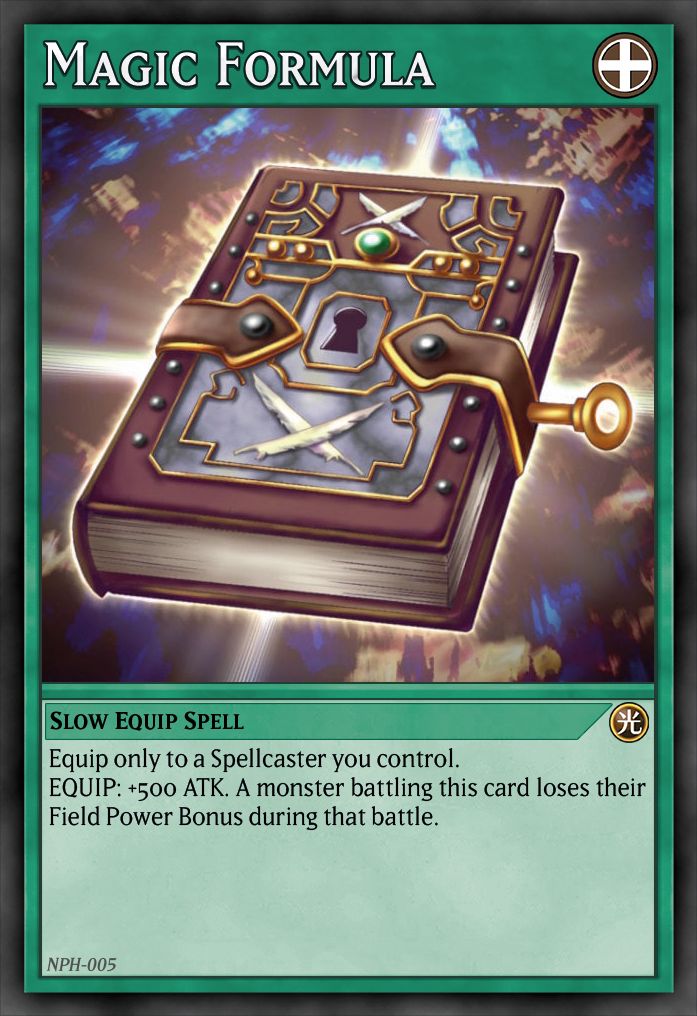 Magic Formula
Slow Equip Spell
光
Equip only to a Spellcaster you control.
EQUIP: +500 ATK. A monster battling this card loses their
Field Power Bonus during that battle.
NPH-005